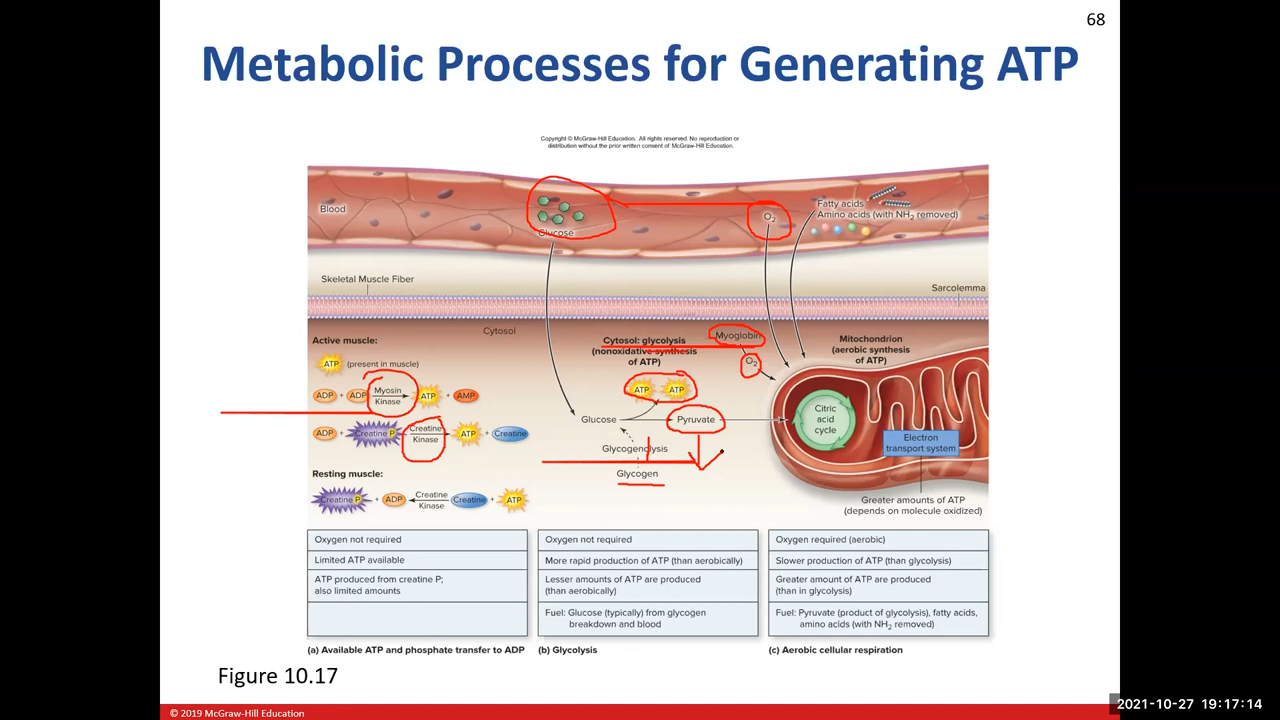 68
Metabolic Processes for Generating ATP
Copyright © McGraw-Hill Education. All rights reserved. No reproduction or
distribution without the prior written consent of McGraw-Hill Education.
Blood
Glucose
O2
Fatty acids
Amino acids (with NH2 removed)
Skeletal Muscle Fiber
Sarcolemma
Cytosol
Active muscle:
ATP (present in muscle)
ADP + ADP Myosin Kinase ATP + AMP
ADP + Creatine P Creatine Kinase ATP + Creatine
Resting muscle:
Creatine P + ADP Creatine Kinase Creatine + ATP
Cytosol: glycolysis
(nonoxidative synthesis
of ATP)
Myoglobin
O2
ATP ATP
Glucose
Pyruvate
Glycogenolysis
Glycogen
Mitochondrion
(aerobic synthesis
of ATP)
Citric
acid
cycle
Electron
transport system
Greater amounts of ATP
(depends on molecule oxidized)
Oxygen not required
Limited ATP available
ATP produced from creatine P;
also limited amounts
(a) Available ATP and phosphate transfer to ADP
Oxygen not required
More rapid production of ATP (than aerobically)
Lesser amounts of ATP are produced
(than aerobically)
Fuel: Glucose (typically) from glycogen
breakdown and blood
(b) Glycolysis
Oxygen required (aerobic)
Slower production of ATP (than glycolysis)
Greater amount of ATP are produced
(than in glycolysis)
Fuel: Pyruvate (product of glycolysis), fatty acids,
amino acids (with NH2 removed)
(c) Aerobic cellular respiration
Figure 10.17
© 2019 McGraw-Hill Education
2021-10-27 19:17:14